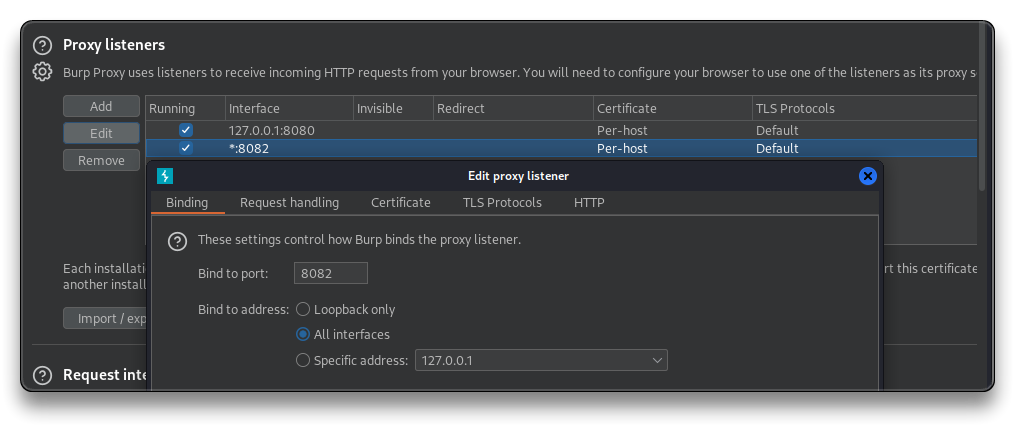 Proxy listeners
Burp Proxy uses listeners to receive incoming HTTP requests from your browser. You will need to configure your browser to use one of the listeners as its proxy s
Add
Edit
Remove
Running Interface Invisible Redirect Certificate TLS Protocols
127.0.0.1:8080 Per-host Default
*:8082 Per-host Default
Edit proxy listener
Binding Request handling Certificate TLS Protocols HTTP
These settings control how Burp binds the proxy listener.
Bind to port: 8082
Bind to address: Loopback only
All interfaces
Specific address: 127.0.0.1
Each installati
rt this certificate
another install
Import / exp
Request inte